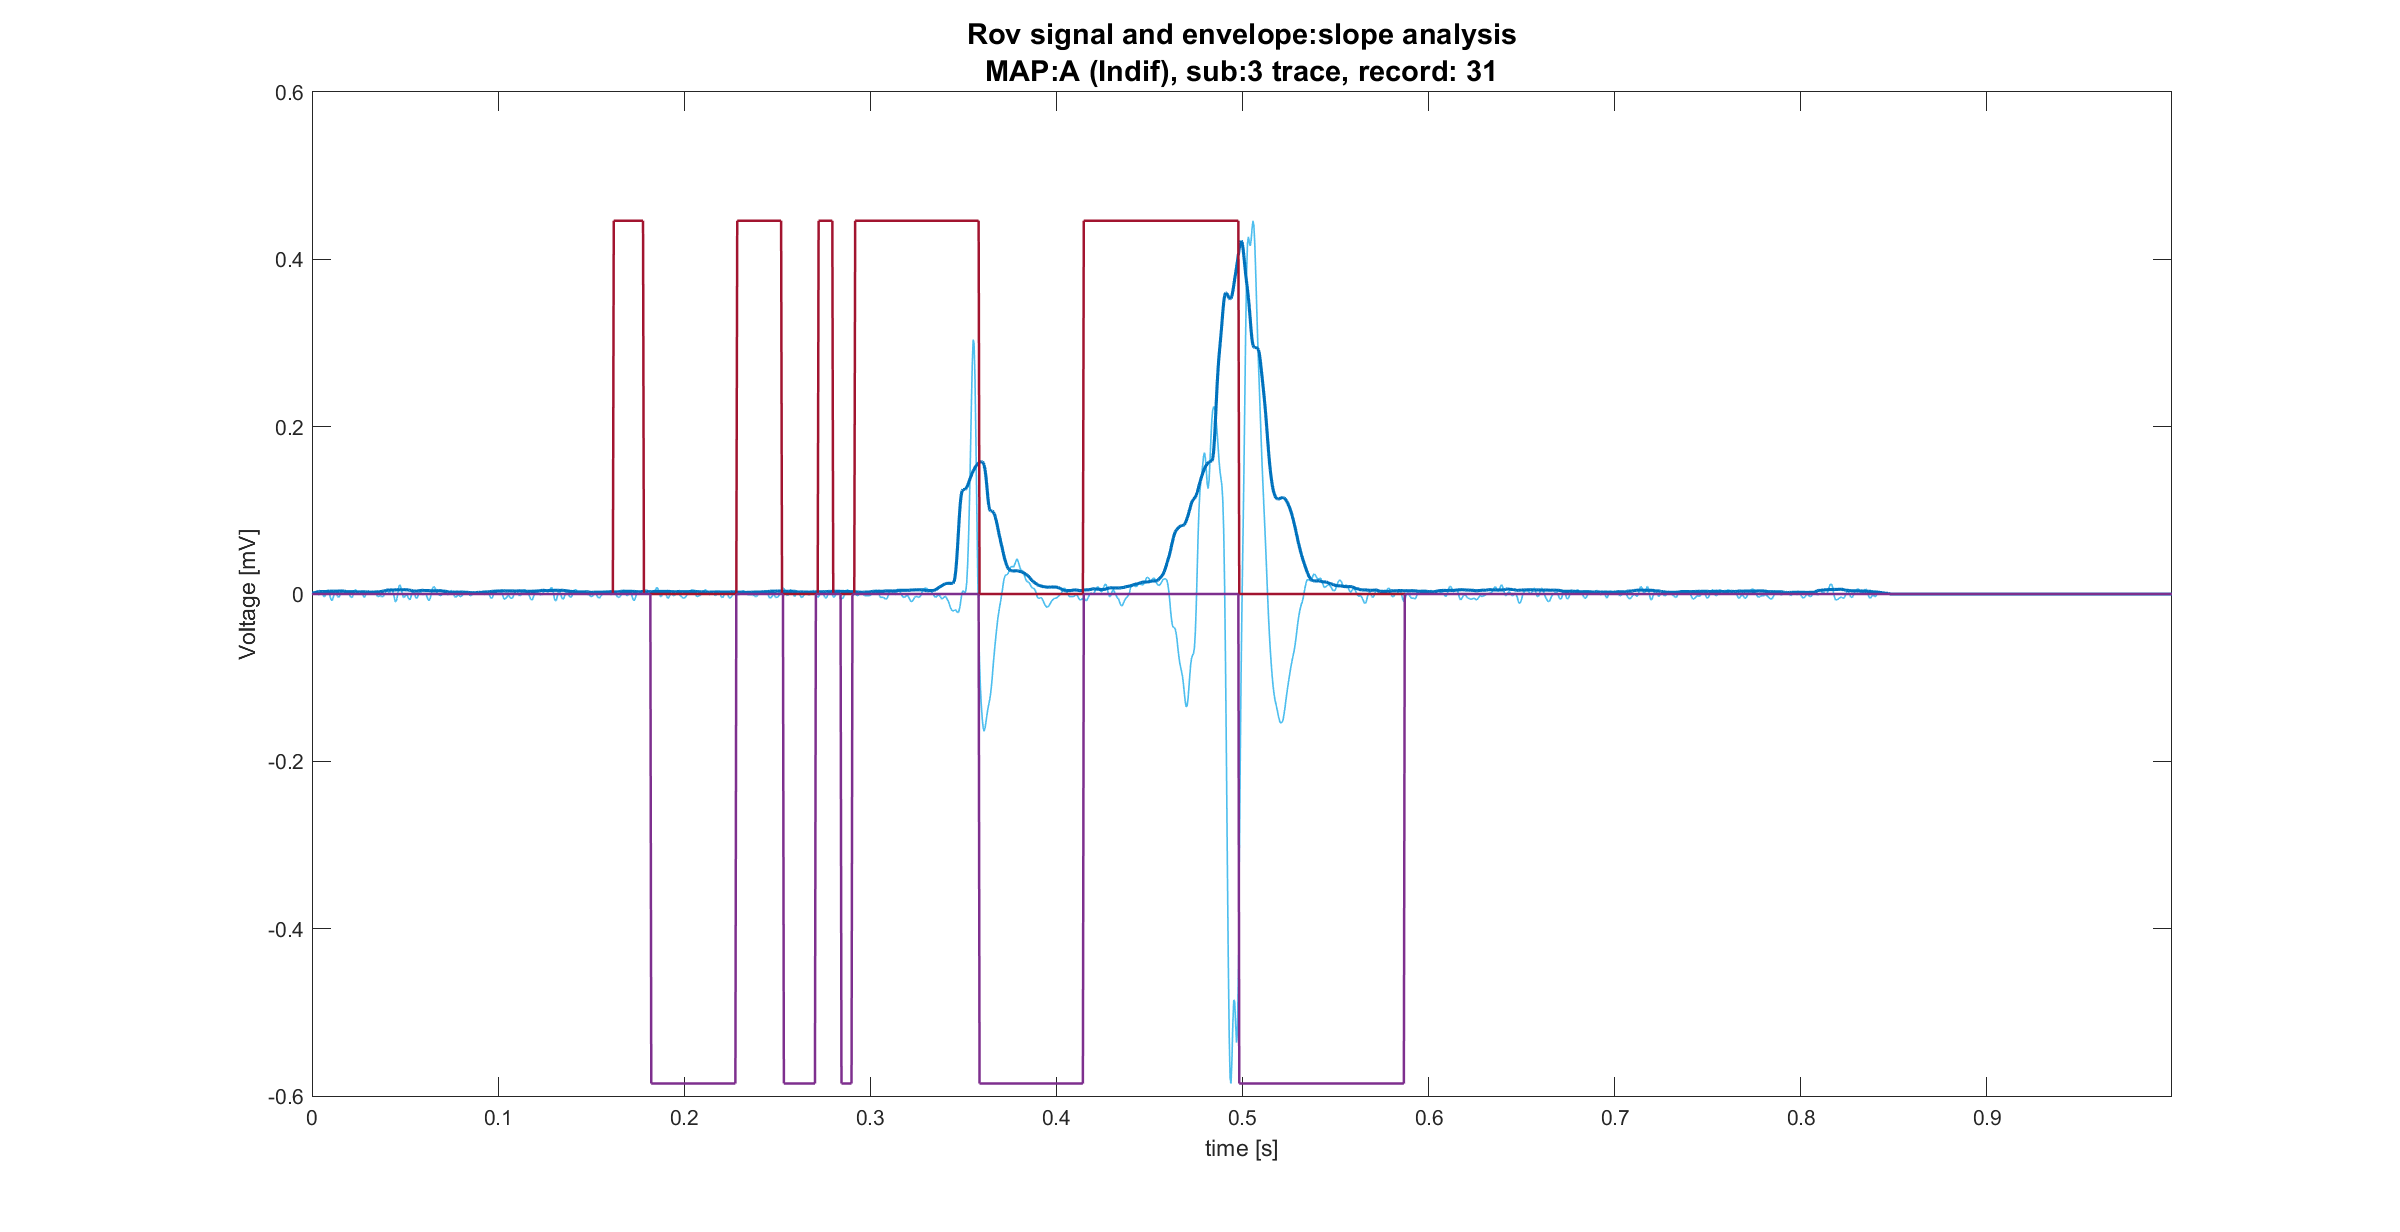 Rov signal and envelope:slope analysis
MAP:A (Indif), sub:3 trace, record: 31
0.6
0.4
0.2
0
-0.2
-0.4
-0.6
Voltage [mV]
0 0.1 0.2 0.3 0.4 0.5 0.6 0.7 0.8 0.9
time [s]